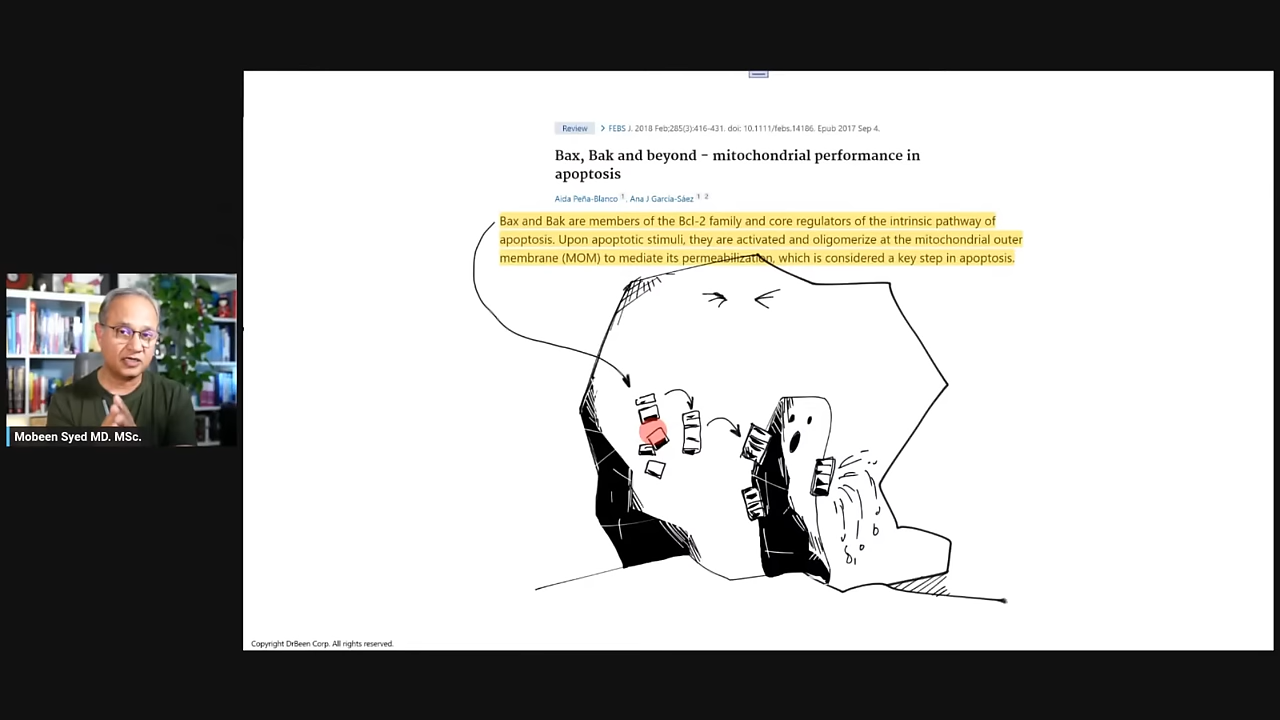 Review > FEBS J. 2018 Feb;285(3):416-431. doi: 10.1111/febs.14186. Epub 2017 Sep 4.
Bax, Bak and beyond - mitochondrial performance in
apoptosis
Aida Peña-Blanco 1, Ana J García-Sáez 1 2
Bax and Bak are members of the Bcl-2 family and core regulators of the intrinsic pathway of
apoptosis. Upon apoptotic stimuli, they are activated and oligomerize at the mitochondrial outer
membrane (MOM) to mediate its permeabilization, which is considered a key step in apoptosis.
Mobeen Syed MD. MSc.
Copyright DrBeen Corp. All rights reserved.